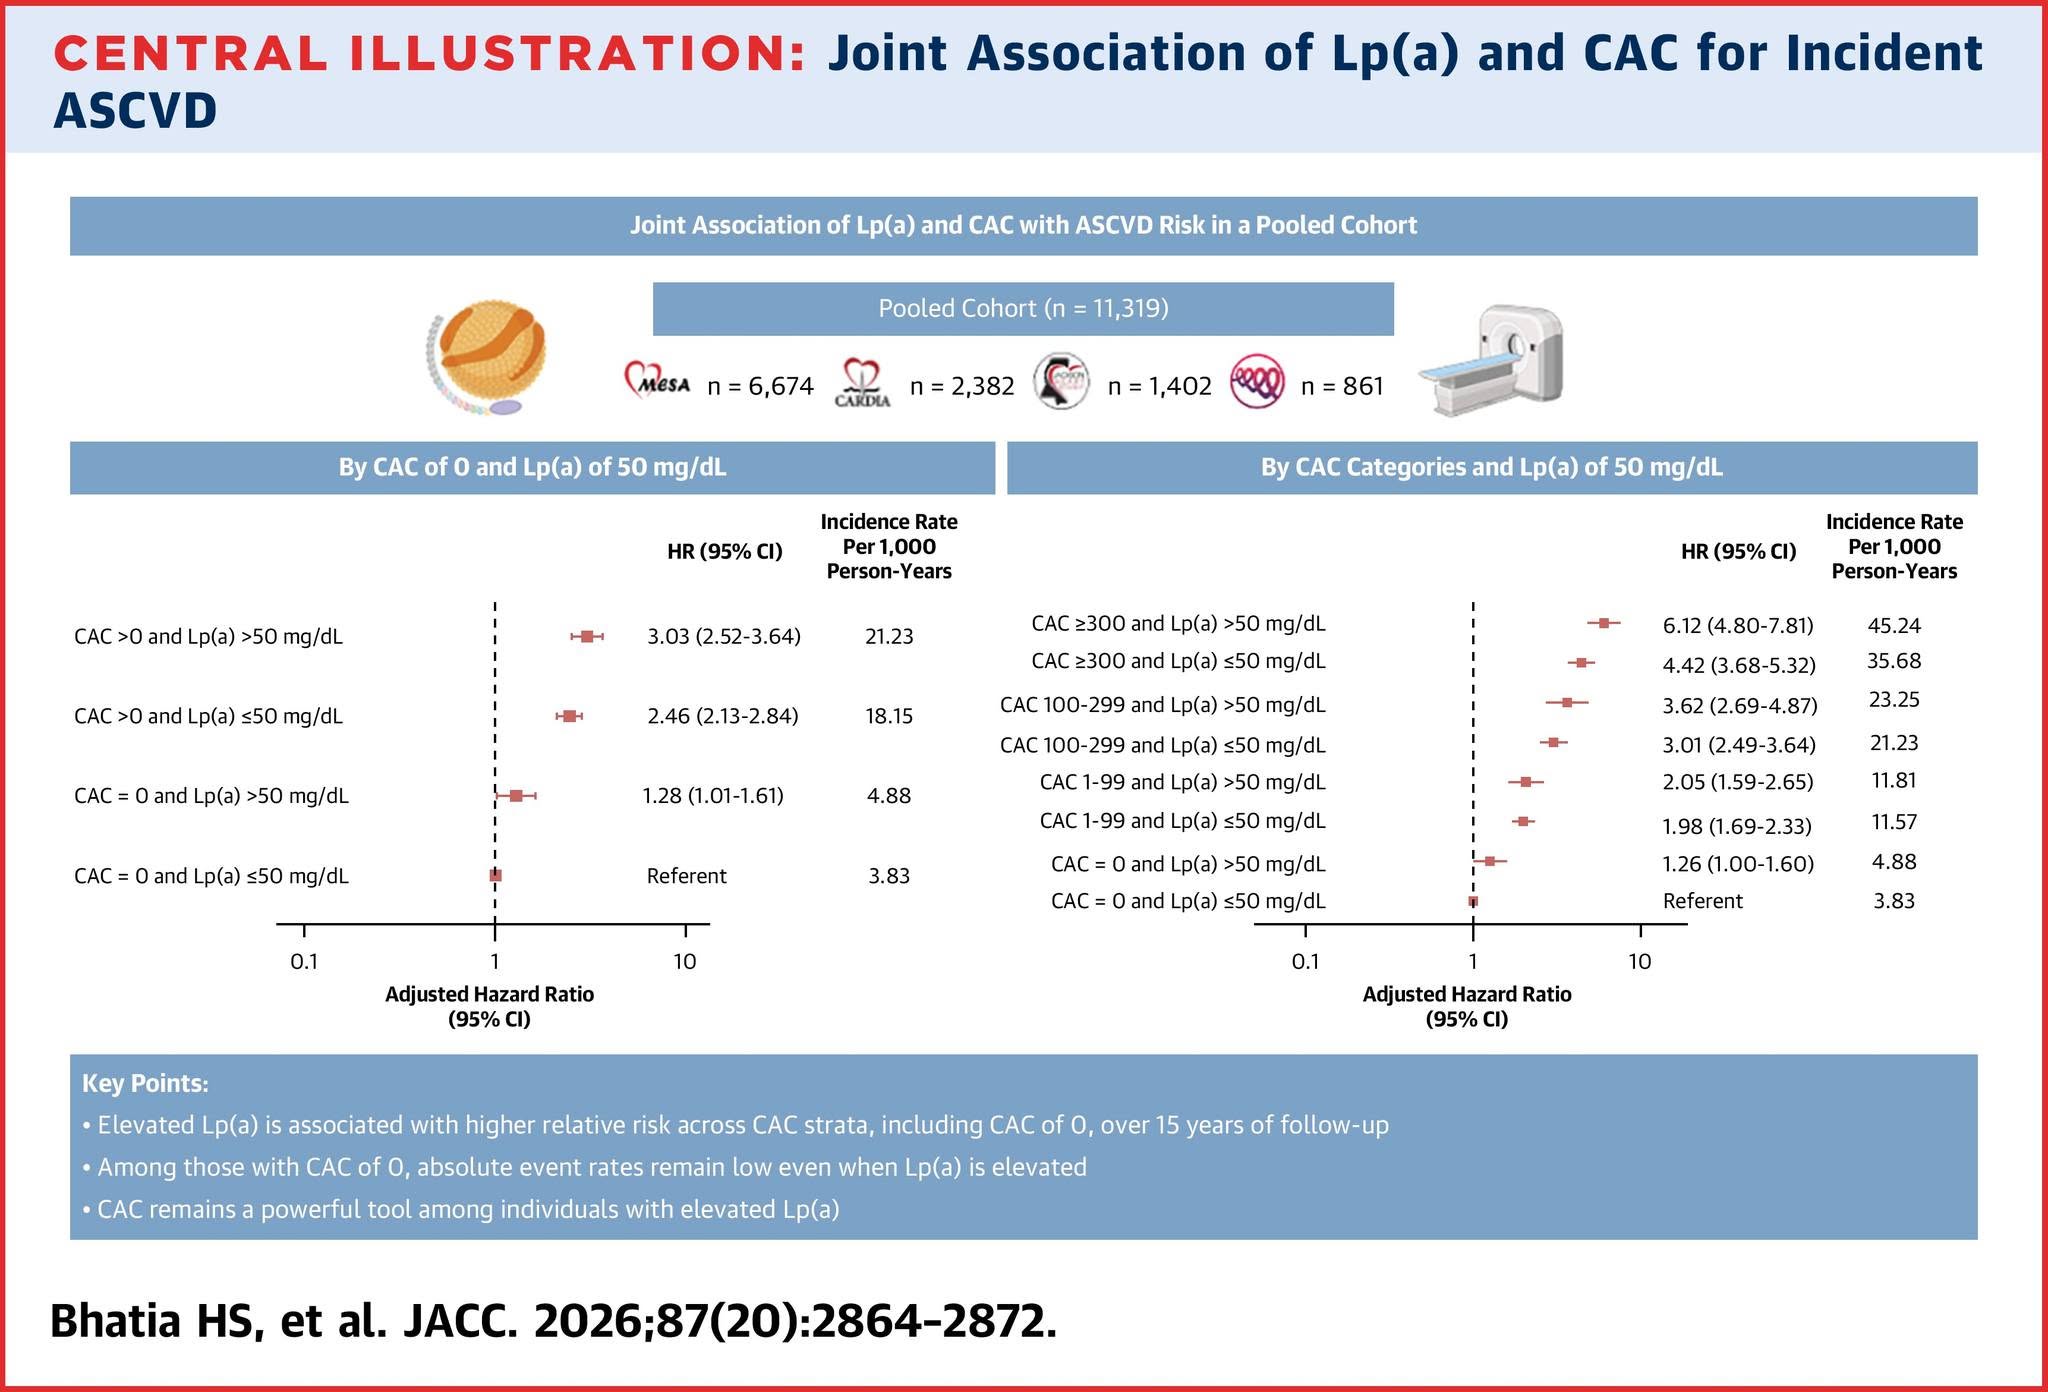 CENTRAL ILLUSTRATION: Joint Association of Lp(a) and CAC for Incident
ASCVD
Joint Association of Lp(a) and CAC with ASCVD Risk in a Pooled Cohort
Pooled Cohort (n = 11,319)
MESA n = 6,674 CARDIA n = 2,382 JACKSON n = 1,402 n = 861
By CAC of 0 and Lp(a) of 50 mg/dL
HR (95% CI)
Incidence Rate
Per 1,000
Person-Years
CAC >0 and Lp(a) >50 mg/dL 3.03 (2.52-3.64) 21.23
CAC >0 and Lp(a) ≤50 mg/dL 2.46 (2.13-2.84) 18.15
CAC = 0 and Lp(a) >50 mg/dL 1.28 (1.01-1.61) 4.88
CAC = 0 and Lp(a) ≤50 mg/dL Referent 3.83
0.1 1 10
Adjusted Hazard Ratio
(95% CI)
By CAC Categories and Lp(a) of 50 mg/dL
HR (95% CI)
Incidence Rate
Per 1,000
Person-Years
CAC ≥300 and Lp(a) >50 mg/dL 6.12 (4.80-7.81) 45.24
CAC ≥300 and Lp(a) ≤50 mg/dL 4.42 (3.68-5.32) 35.68
CAC 100-299 and Lp(a) >50 mg/dL 3.62 (2.69-4.87) 23.25
CAC 100-299 and Lp(a) ≤50 mg/dL 3.01 (2.49-3.64) 21.23
CAC 1-99 and Lp(a) >50 mg/dL 2.05 (1.59-2.65) 11.81
CAC 1-99 and Lp(a) ≤50 mg/dL 1.98 (1.69-2.33) 11.57
CAC = 0 and Lp(a) >50 mg/dL 1.26 (1.00-1.60) 4.88
CAC = 0 and Lp(a) ≤50 mg/dL Referent 3.83
0.1 1 10
Adjusted Hazard Ratio
(95% CI)
Key Points:
• Elevated Lp(a) is associated with higher relative risk across CAC strata, including CAC of 0, over 15 years of follow-up
• Among those with CAC of 0, absolute event rates remain low even when Lp(a) is elevated
• CAC remains a powerful tool among individuals with elevated Lp(a)
Bhatia HS, et al. JACC. 2026;87(20):2864–2872.